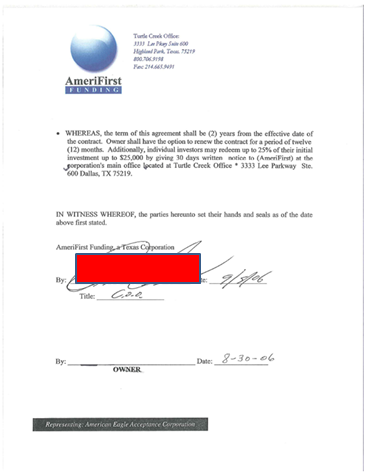 Turtle Creek Office:
3333 Lee Pkwy Suite 600
Highland Park, Texas, 75219
800.706.9198
Fax: 214.665.9491
AmeriFirst
FUNDING
• WHEREAS, the term of this agreement shall be (2) years from the effective date of
the contract. Owner shall have the option to renew the contract for a period of twelve
(12) months. Additionally, individual investors may redeem up to 25% of their initial
investment up to $25,000 by giving 30 days written notice to (AmeriFirst) at the
corporation's main office located at Turtle Creek Office * 3333 Lee Parkway Ste.
600 Dallas, TX 75219.
IN WITNESS WHEREOF, the parties hereunto set their hands and seals as of the date
above first stated.
AmeriFirst Funding, a Texas Corporation
By: te: 9/5/06
Title: C.O.O.
By: Date: 8-30-06
OWNER
Representing: American Eagle Acceptance Corporation